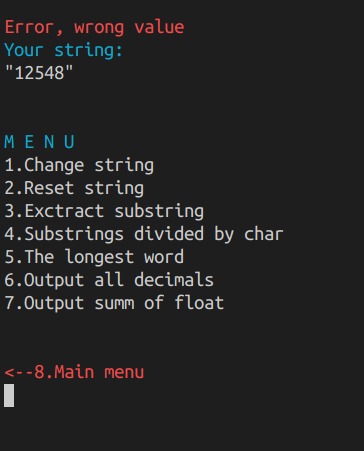 Error, wrong value
Your string:
"12548"
M E N U
1.Change string
2.Reset string
3.Exctract substring
4.Substrings divided by char
5.The longest word
6.Output all decimals
7.Output summ of float
<--8.Main menu